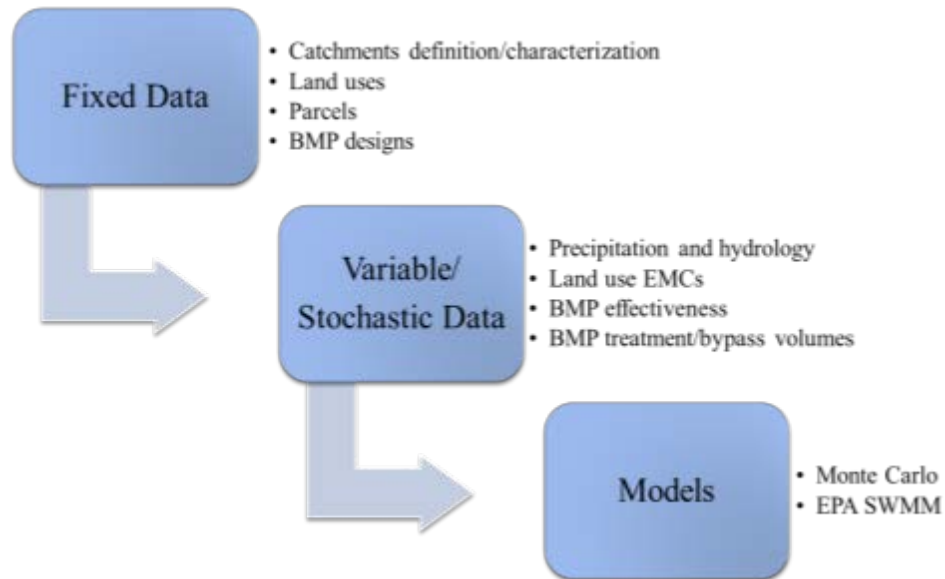 Fixed Data
• Catchments definition/characterization
• Land uses
• Parcels
• BMP designs
Variable/
Stochastic Data
• Precipitation and hydrology
• Land use EMCs
• BMP effectiveness
• BMP treatment/bypass volumes
Models
• Monte Carlo
• EPA SWMM